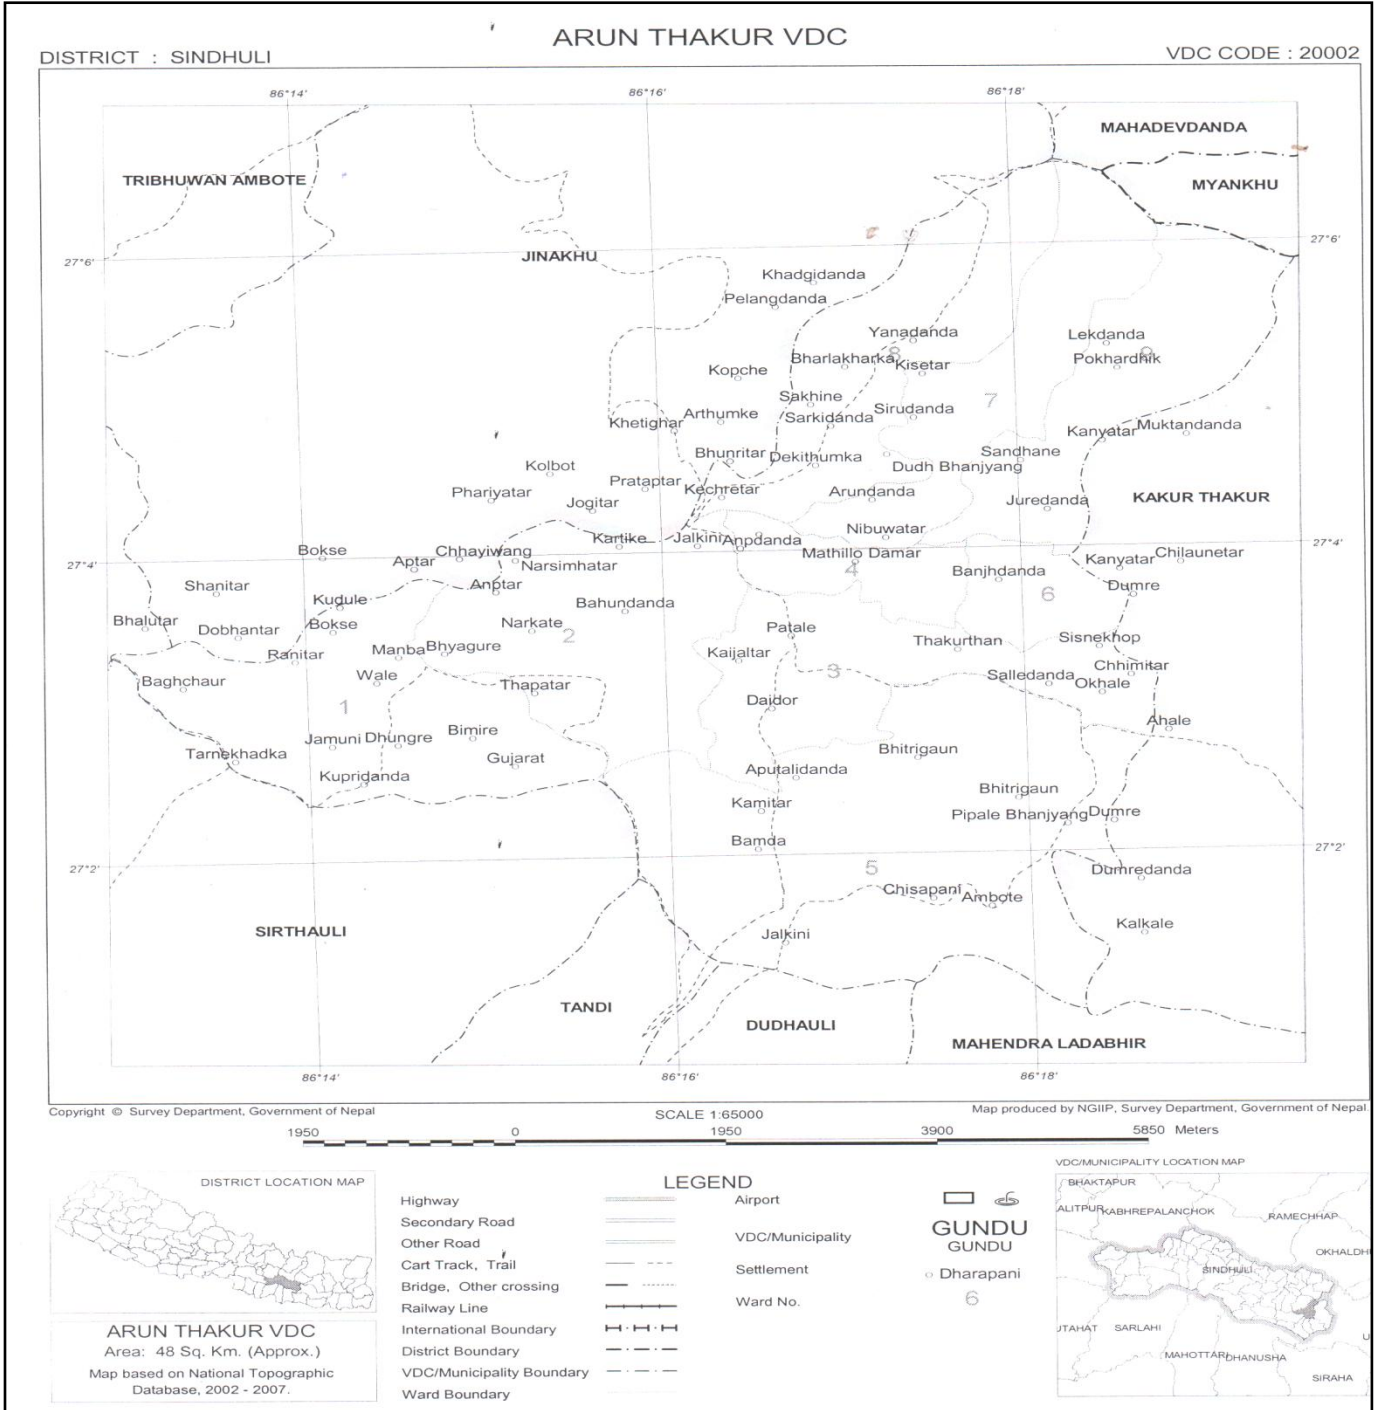 ARUN THAKUR VDC
DISTRICT : SINDHULI
VDC CODE : 20002
86°14' 86°16' 86°18'
MAHADEVDANDA
TRIBHUWAN AMBOTE
MYANKHU
27°6' 27°6'
JINAKHU
Khadgidanda
Pelangdanda
Yanadanda
Lekdanda
8
Bharlakharka
Kisetar
Pokhardhik
9
Kopche
Sakhine
7
Arthumke
Sarkidanda
Sirudanda
Khetighar
Kanyatar
Muktandanda
Bhunritar
Dekithumka
Sandhane
Kolbot
Dudh Bhanjyang
Phariyatar
Prataptar
Kechretar
Arundanda
Juredanda
KAKUR THAKUR
Jogitar
Nibuwatar
Kartike
Jalkini
Anpdanda
27°4' 27°4'
Bokse
Chhayiwang
Mathillo Damar
Kanyatar
Chilaunetar
Aptar
Narsimhatar
4
Banjhdanda
Shanitar
Anptar
6
Dumre
Kudule
Bahundanda
Bhalutar
Bokse
Narkate
2
Patale
Dobhantar
Thakurthan
Sisnekhop
Ranitar
Manba
Bhyagure
Kaijaltar
3
Chhimitar
Wale
Salledanda
Okhale
Baghchaur
Thapatar
Daidor
1
Ahale
Jamuni
Dhungre
Bimire
Tarnekhadka
Gujarat
Bhitrigaun
Kupridanda
Aputalidanda
Bhitrigaun
Kamitar
Pipale Bhanjyang
Dumre
Bamda
27°2' 27°2'
5
Dumredanda
Chisapani
Ambote
Kalkale
SIRTHAULI
Jalkini
TANDI
DUDHAULI
MAHENDRA LADABHIR
86°14' 86°16' 86°18'
Copyright © Survey Department, Government of Nepal
SCALE 1:65000
Map produced by NGIIP, Survey Department, Government of Nepal.
1950 0 1950 3900 5850 Meters
DISTRICT LOCATION MAP
ARUN THAKUR VDC
Area: 48 Sq. Km. (Approx.)
Map based on National Topographic
Database, 2002 - 2007.
LEGEND
Highway
Secondary Road
Other Road
Cart Track, Trail
Bridge, Other crossing
Railway Line
International Boundary
District Boundary
VDC/Municipality Boundary
Ward Boundary
Airport
VDC/Municipality
GUNDU
GUNDU
Settlement
Dharapani
Ward No.
6
VDC/MUNICIPALITY LOCATION MAP
BHAKTAPUR
ALITPUR
KABHREPALANCHOK
RAMECHHAP
OKHALDH
SINDHULI
UTAHAT
SARLAHI
MAHOTTARI
DHANUSHA
SIRAHA
U